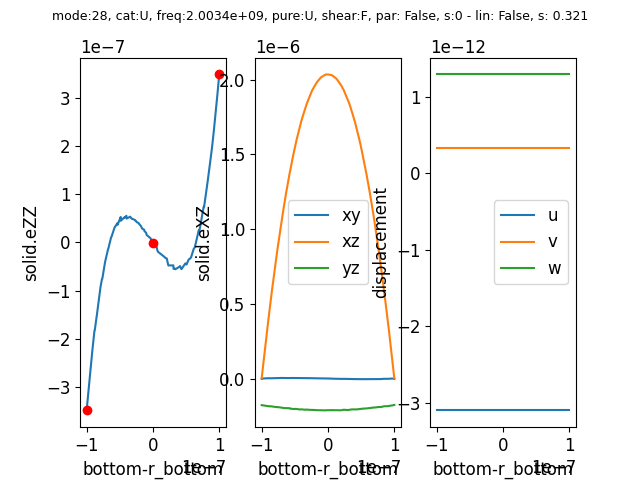 mode:28, cat:U, freq:2.0034e+09, pure:U, shear:F, par: False, s:0 - lin: False, s: 0.321
1e−7
3
2
1
0
−1
−2
−3
solid.eZZ
−1
0
1
bottom-r_bottom
1e−7
1e−6
2.0
1.5
1.0
0.5
0.0
solid.eXZ
xy
xz
yz
−1
0
1
bottom-r_bottom
1e−7
1e−12
1
0
−1
−2
−3
displacement
u
v
w
−1
0
1
bottom-r_bottom
1e−7